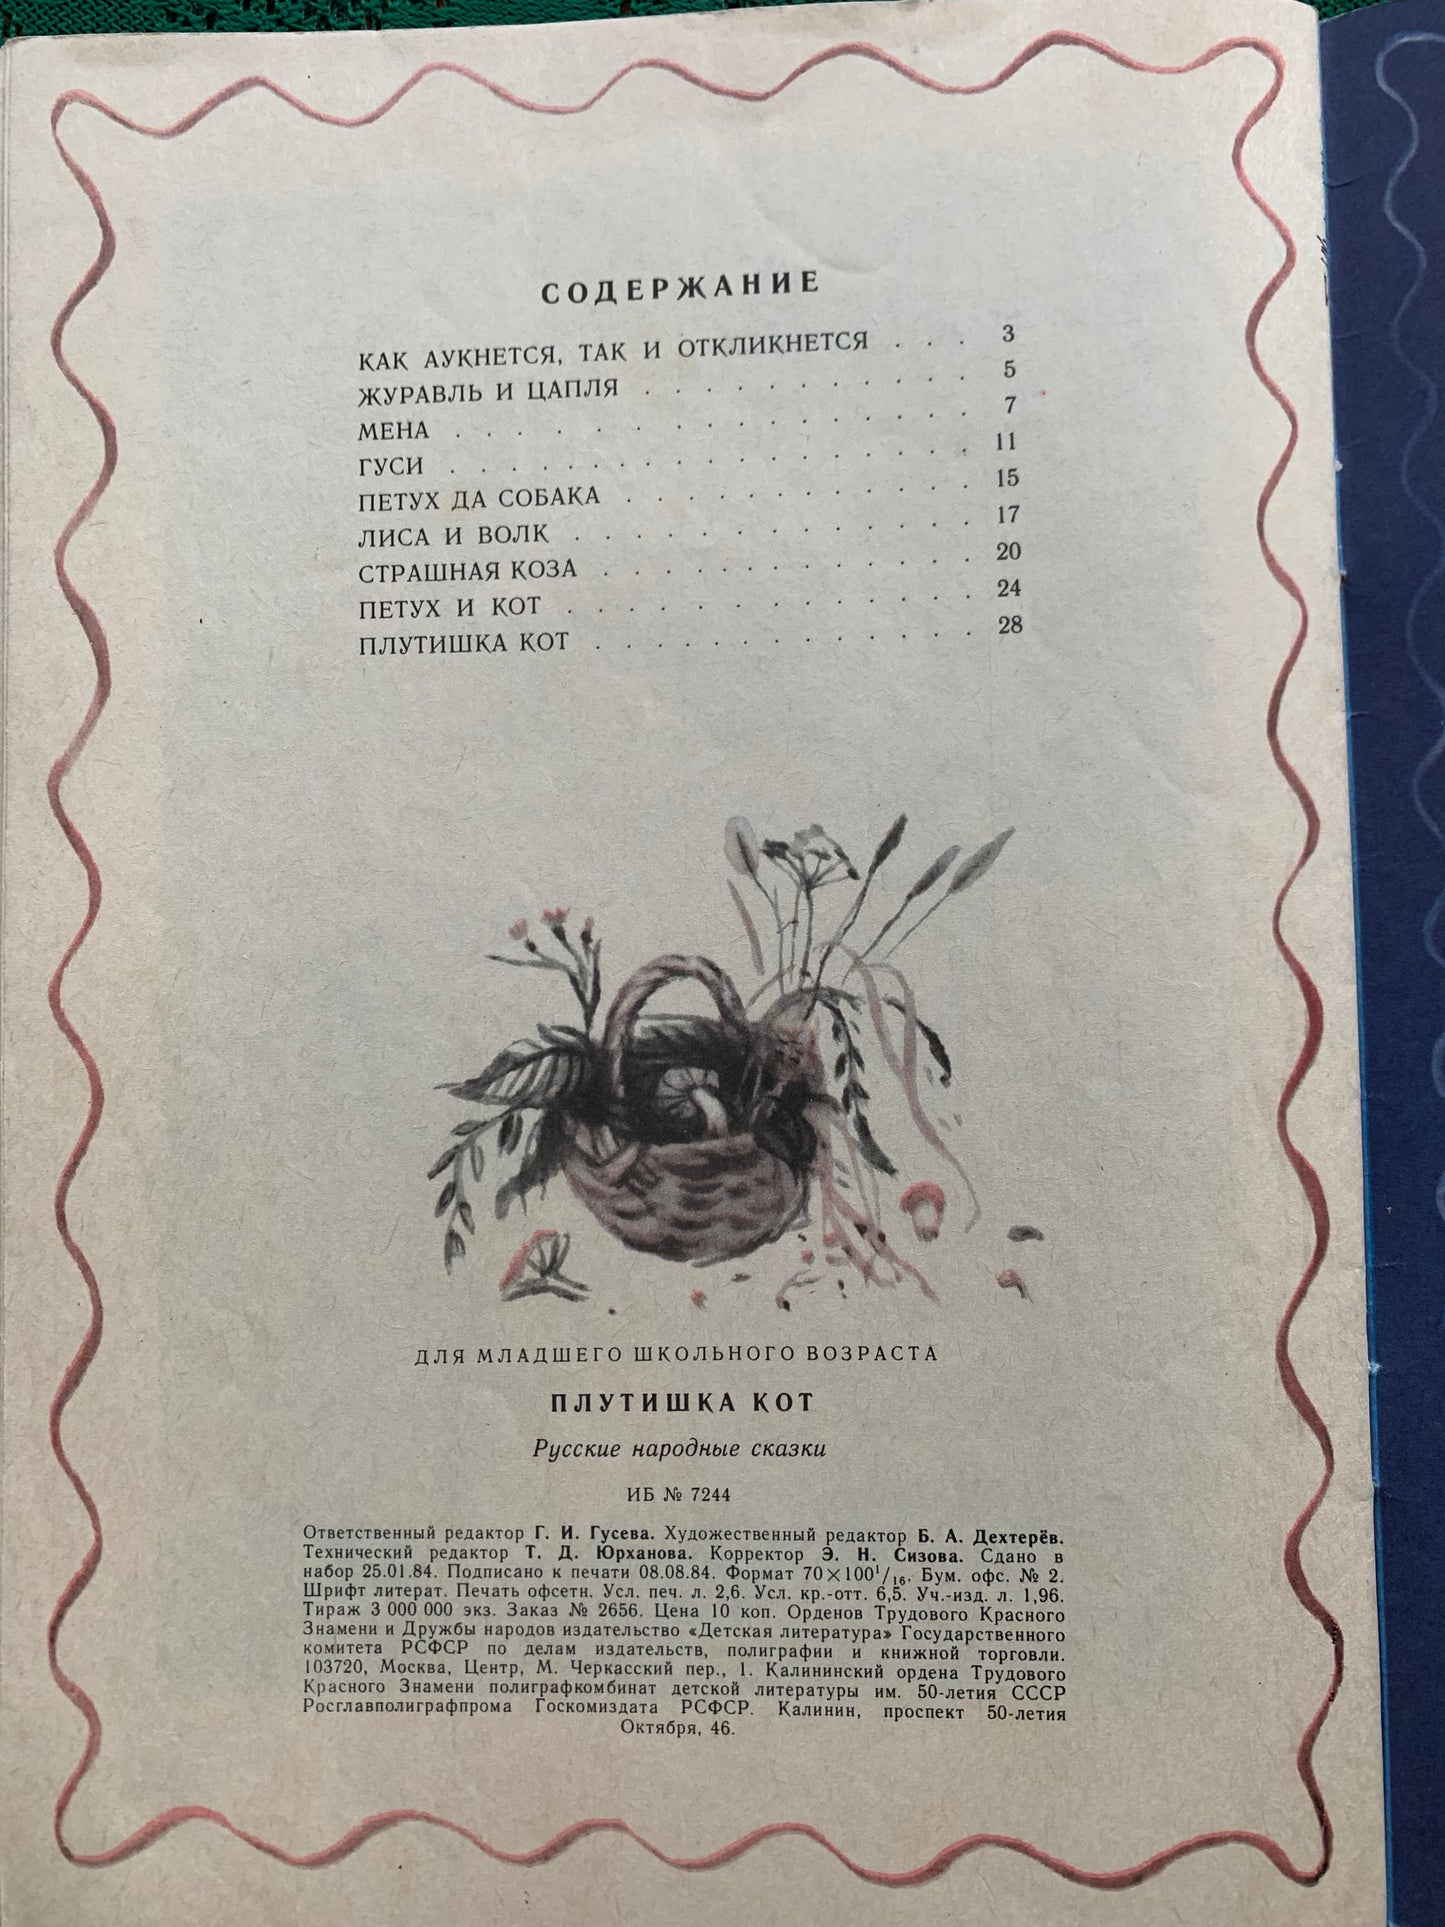 СОДЕРЖАНИЕ
КАК АУКНЕТСЯ, ТАК И ОТКЛИКНЕТСЯ . . . 3
ЖУРАВЛЬ И ЦАПЛЯ . . . . . . . . . . . 5
МЕНА . . . . . . . . . . . . . . . 7
ГУСИ . . . . . . . . . . . . . . . 11
ПЕТУХ ДА СОБАКА . . . . . . . . . . . 15
ЛИСА И ВОЛК . . . . . . . . . . . . . 17
СТРАШНАЯ КОЗА . . . . . . . . . . . . 20
ПЕТУХ И КОТ . . . . . . . . . . . . . 24
ПЛУТИШКА КОТ . . . . . . . . . . . . 28
ДЛЯ МЛАДШЕГО ШКОЛЬНОГО ВОЗРАСТА
ПЛУТИШКА КОТ
Русские народные сказки
ИБ № 7244
Ответственный редактор Г. И. Гусева. Художественный редактор Б. А. Дехтерёв.
Технический редактор Т. Д. Юрханова. Корректор Э. Н. Сизова. Сдано в
набор 25.01.84. Подписано к печати 08.08.84. Формат 70×100¹/₁₆. Бум. офс. № 2.
Шрифт литерат. Печать офсетн. Усл. печ. л. 2,6. Усл. кр.-отт. 6,5. Уч.-изд. л. 1,96.
Тираж 3 000 000 экз. Заказ № 2656. Цена 10 коп. Орденов Трудового Красного
Знамени и Дружбы народов издательство «Детская литература» Государственного
комитета РСФСР по делам издательств, полиграфии и книжной торговли.
103720, Москва, Центр, М. Черкасский пер., 1. Калининский ордена Трудового
Красного Знамени полиграфкомбинат детской литературы им. 50-летия СССР
Росглавполиграфпрома Госкомиздата РСФСР. Калинин, проспект 50-летия
Октября, 46.